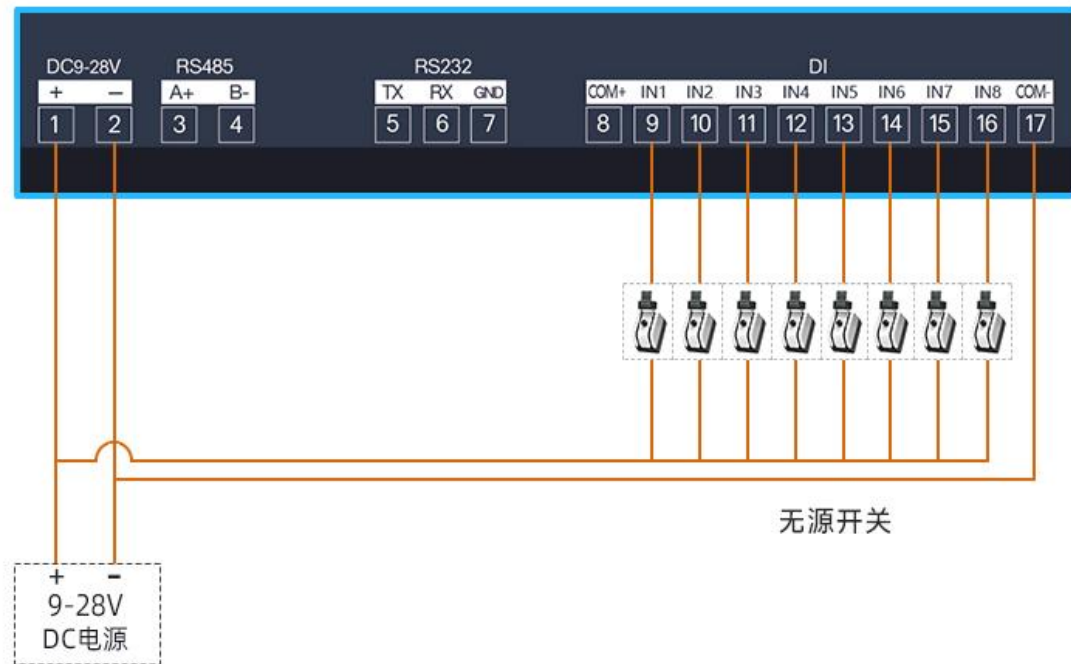 DC9-28V RS485 RS232 DI
+ − A+ B- TX RX GND COM+ IN1 IN2 IN3 IN4 IN5 IN6 IN7 IN8 COM-
1 2 3 4 5 6 7 8 9 10 11 12 13 14 15 16 17
无源开关
+ −
9-28V
DC电源